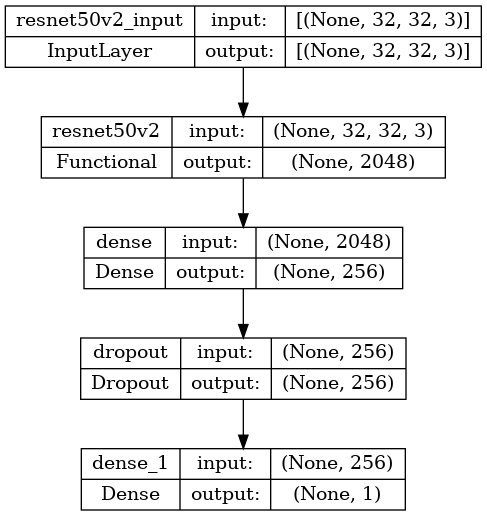 resnet50v2_input input: [(None, 32, 32, 3)]
InputLayer output: [(None, 32, 32, 3)]
resnet50v2 input: (None, 32, 32, 3)
Functional output: (None, 2048)
dense input: (None, 2048)
Dense output: (None, 256)
dropout input: (None, 256)
Dropout output: (None, 256)
dense_1 input: (None, 256)
Dense output: (None, 1)